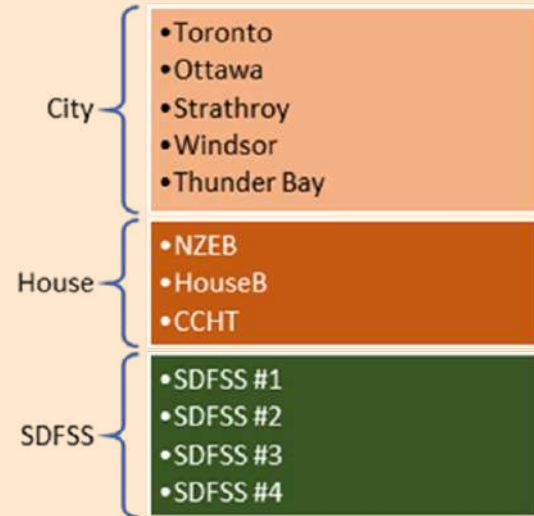 City
•Toronto
•Ottawa
•Strathroy
•Windsor
•Thunder Bay
House
•NZEB
•HouseB
•CCHT
SDFSS
•SDFSS #1
•SDFSS #2
•SDFSS #3
•SDFSS #4